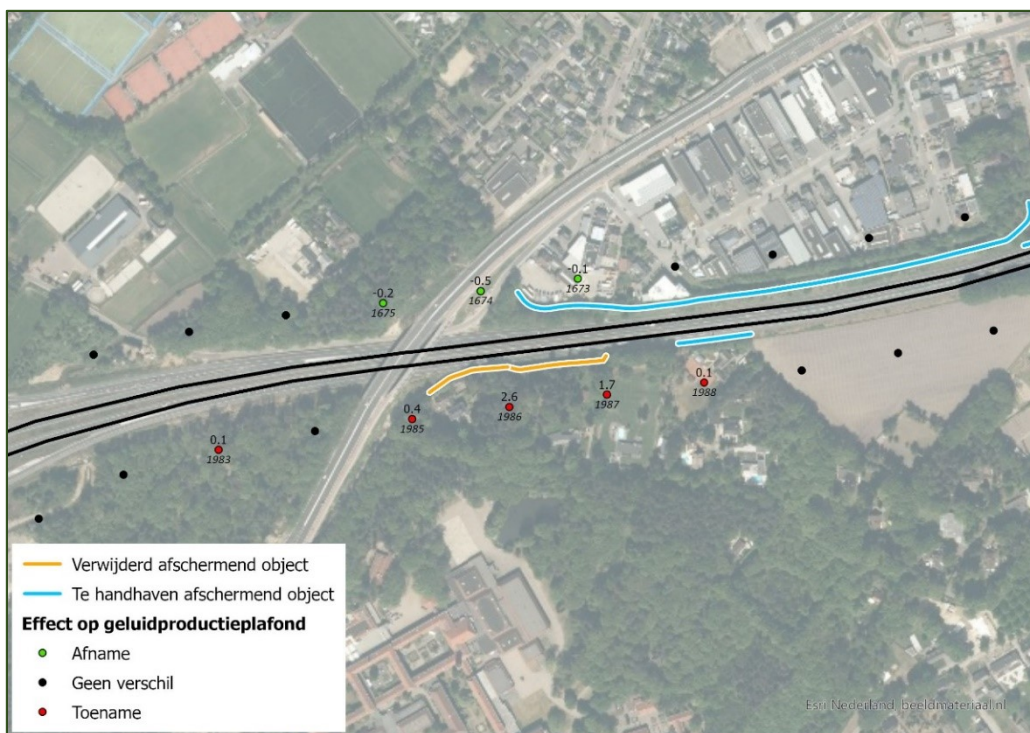 -0.1
1673
-0.5
1674
-0.2
1675
0.1
1988
1.7
1987
2.6
1986
0.4
1985
0.1
1983
Verwijderd afschermend object
Te handhaven afschermend object
Effect op geluidproductieplafond
Afname
Geen verschil
Toename
Esri Nederland, beeldmateriaal.nl